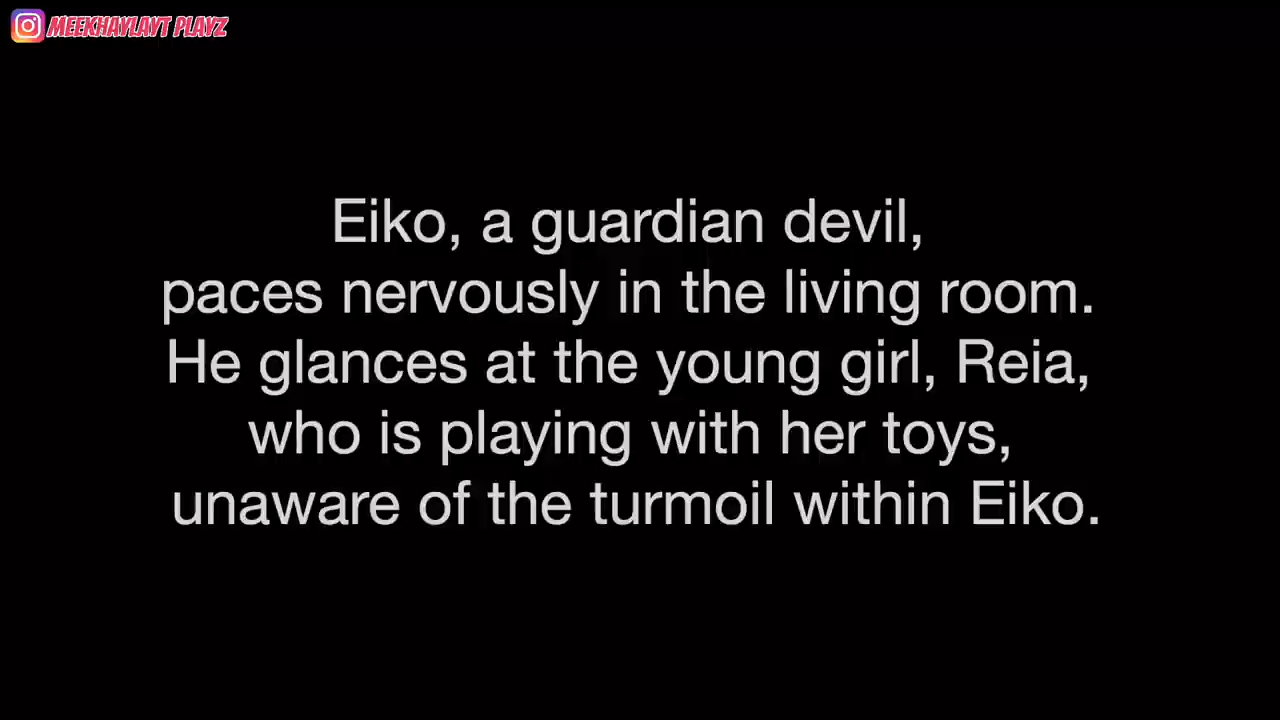 MEEKHAYLAYT PLAYZ
Eiko, a guardian devil,
paces nervously in the living room.
He glances at the young girl, Reia,
who is playing with her toys,
unaware of the turmoil within Eiko.